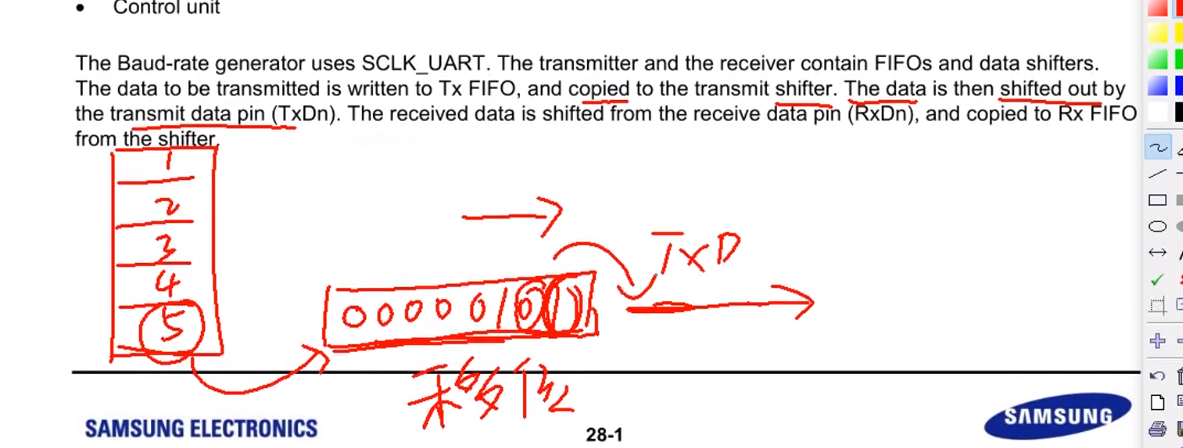 • Control unit
The Baud-rate generator uses SCLK_UART. The transmitter and the receiver contain FIFOs and data shifters.
The data to be transmitted is written to Tx FIFO, and copied to the transmit shifter. The data is then shifted out by
the transmit data pin (TxDn). The received data is shifted from the receive data pin (RxDn), and copied to Rx FIFO
from the shifter.
1
2
3
4
5
TxD
00000101
移位
SAMSUNG ELECTRONICS
28-1
SAMSUNG